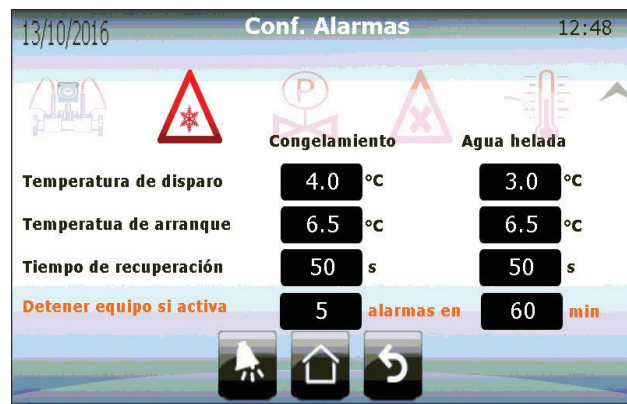 13/10/2016 Conf. Alarmas 12:48
P
Congelamiento Agua helada
Temperatura de disparo 4.0 °C 3.0 °C
Temperatua de arranque 6.5 °C 6.5 °C
Tiempo de recuperación 50 s 50 s
Detener equipo si activa 5 alarmas en 60 min